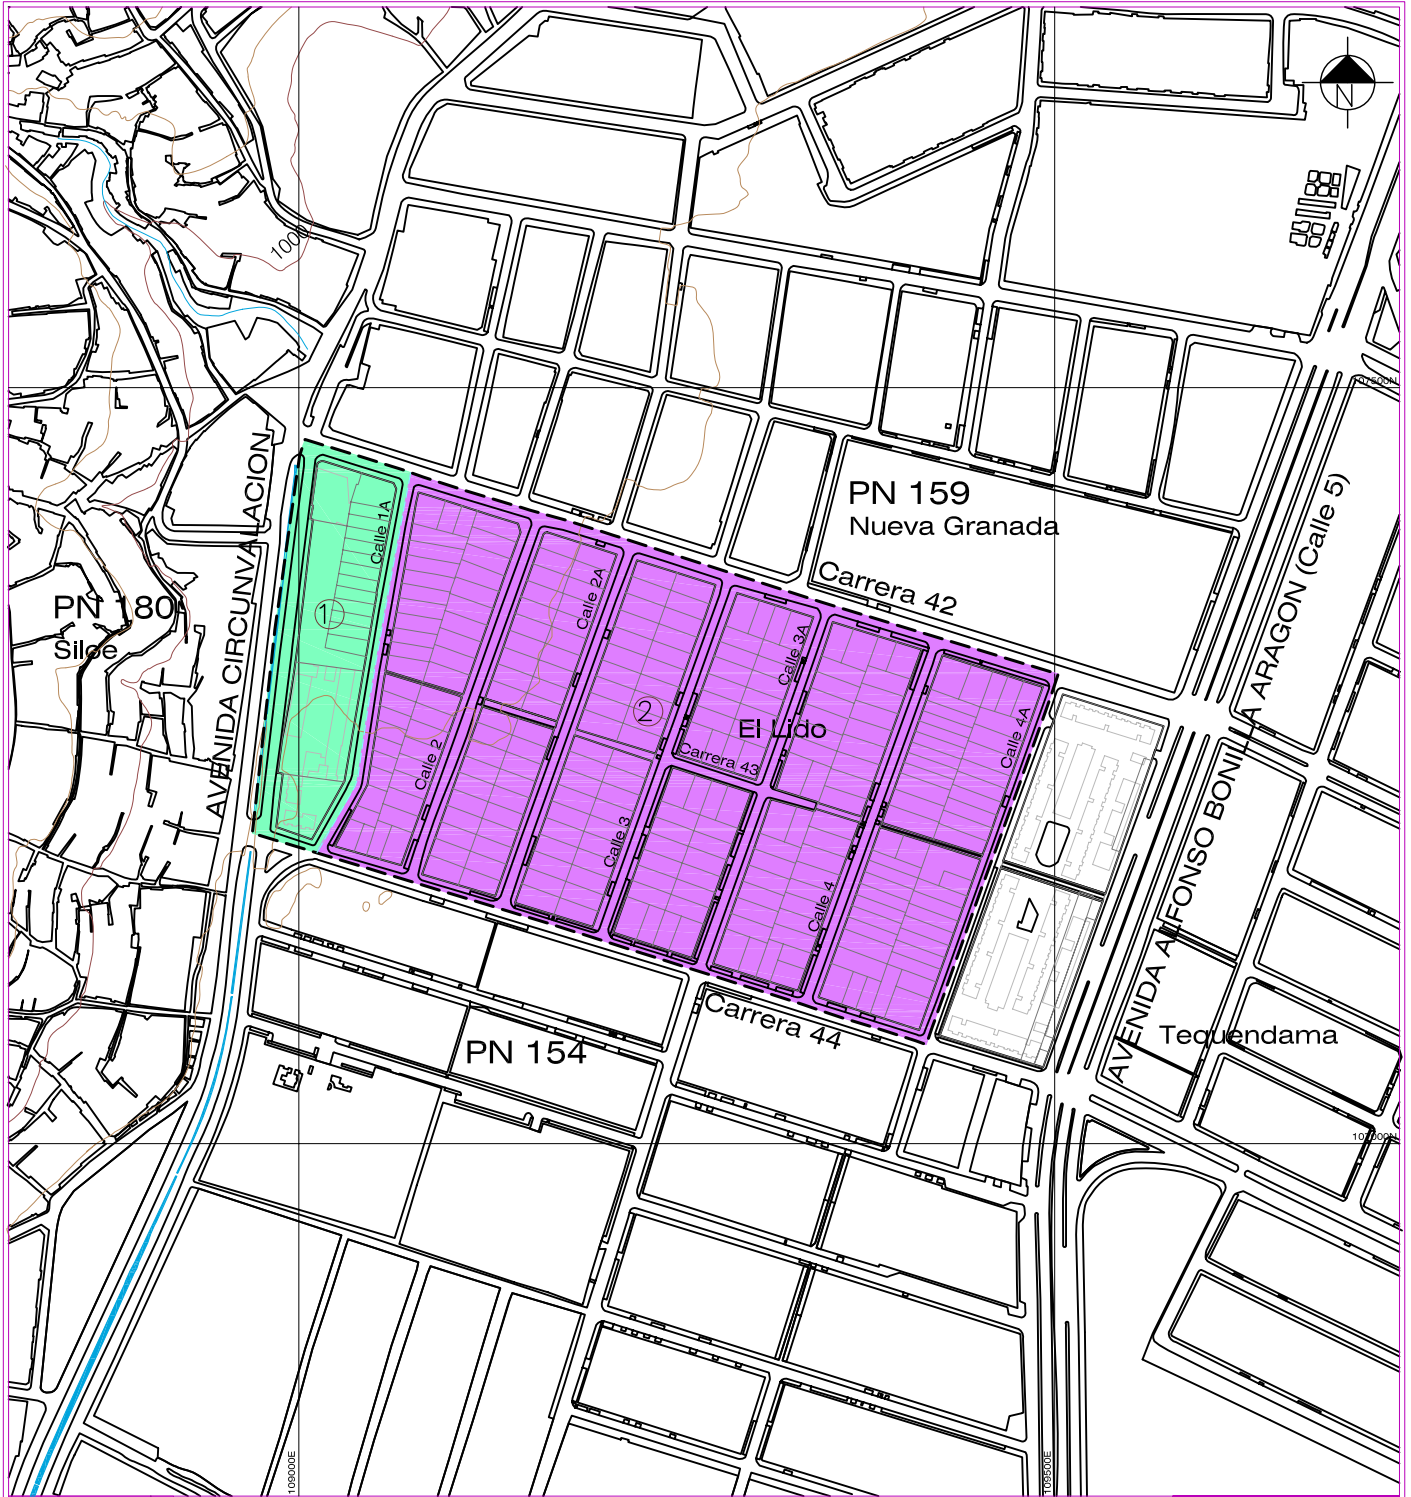 N
1000
107500N
AVENIDA CIRCUNVALACION
PN 159
Nueva Granada
Calle 1A
AVENIDA ALFONSO BONILLA ARAGON (Calle 5)
Carrera 42
Calle 2A
PN 180
Siloe
1
Calle 3A
2
El Lido
Calle 4A
Carrera 43
Calle 2
Calle 3
Calle 4
Carrera 44
PN 154
Tequendama
107000N
109000E
109500E